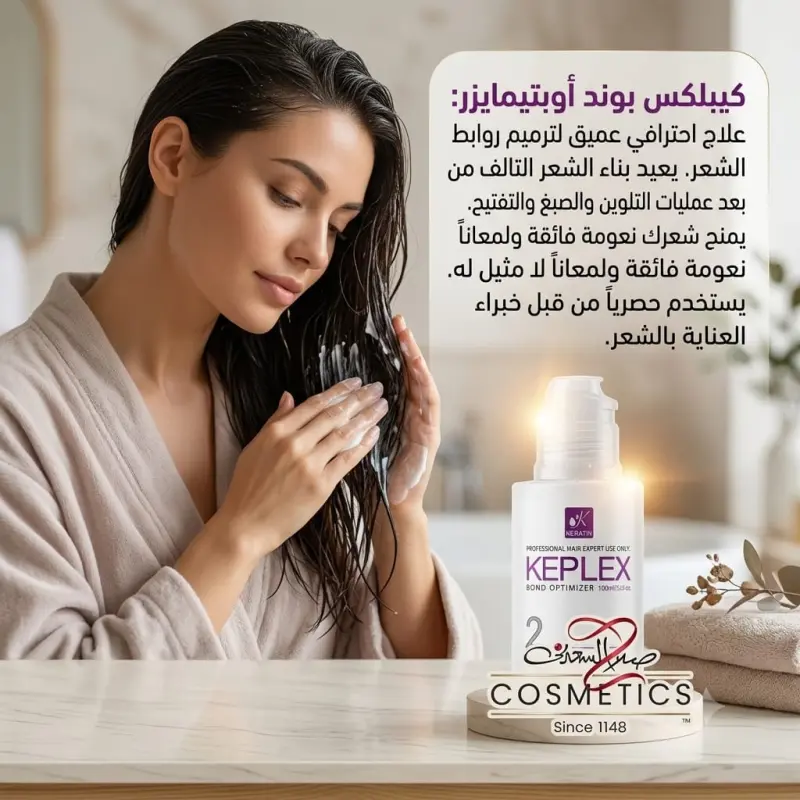 كيبلكس بوند أوبتيمايزر:
علاج احترافي عميق لترميم روابط
الشعر. يعيد بناء الشعر التالف من
بعد عمليات التلوين والصبغ والتفتيح.
يمنح شعرك نعومة فائقة ولمعاناً
نعومة فائقة ولمعاناً لا مثيل له.
يستخدم حصرياً من قبل خبراء
العناية بالشعر.
K
KERATIN
PROFESSIONAL HAIR EXPERT USE ONLY.
KEPLEX
BOND OPTIMIZER 100ml
2
COSMETICS
TM
Since 1148